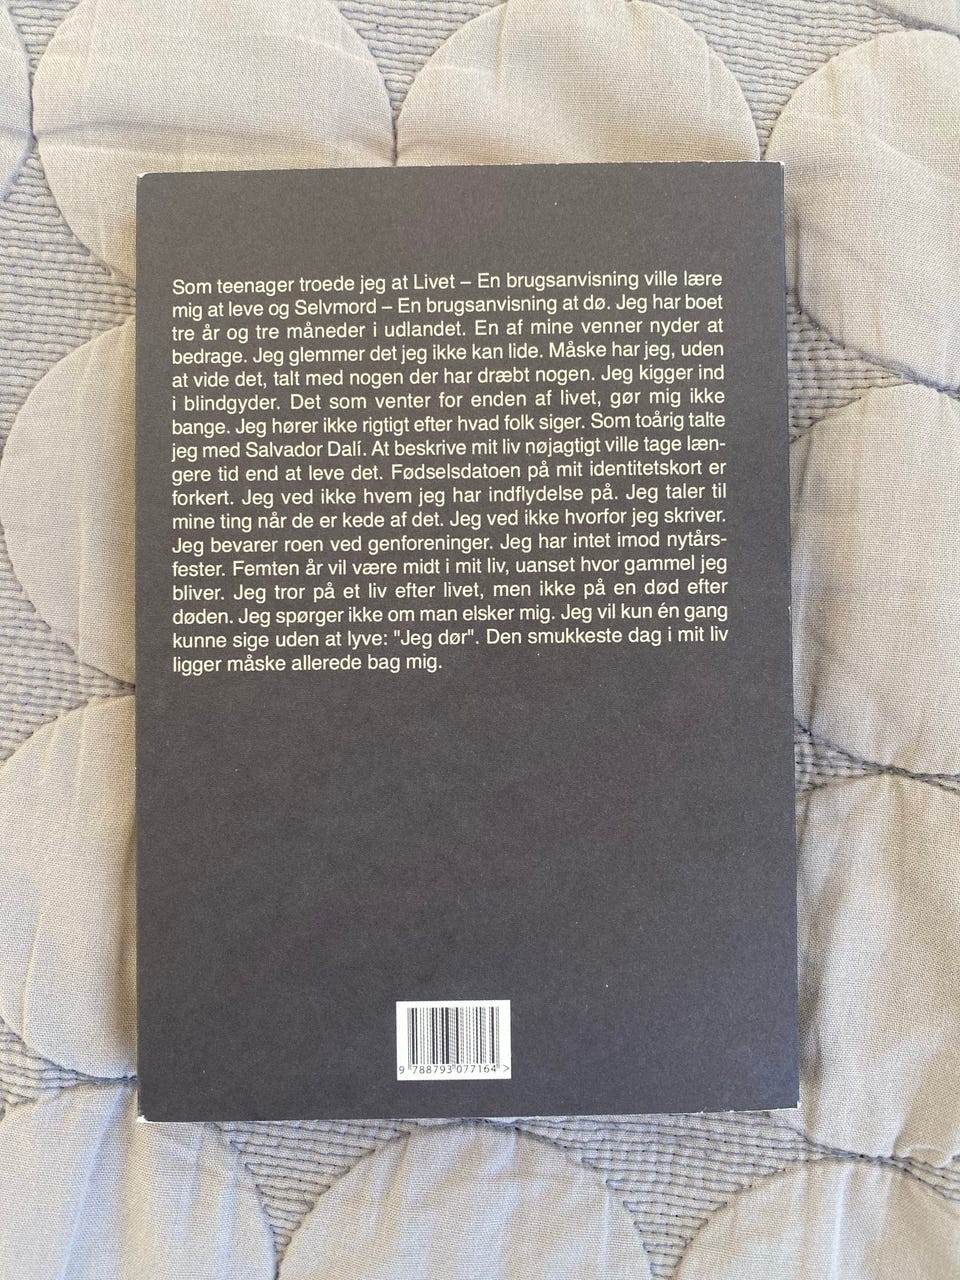 Som teenager troede jeg at Livet – En brugsanvisning ville lære
mig at leve og Selvmord – En brugsanvisning at dø. Jeg har boet
tre år og tre måneder i udlandet. En af mine venner nyder at
bedrage. Jeg glemmer det jeg ikke kan lide. Måske har jeg, uden
at vide det, talt med nogen der har dræbt nogen. Jeg kigger ind
i blindgyder. Det som venter for enden af livet, gør mig ikke
bange. Jeg hører ikke rigtigt efter hvad folk siger. Som toårig talte
jeg med Salvador Dalí. At beskrive mit liv nøjagtigt ville tage læn-
gere tid end at leve det. Fødselsdatoen på mit identitetskort er
forkert. Jeg ved ikke hvem jeg har indflydelse på. Jeg taler til
mine ting når de er kede af det. Jeg ved ikke hvorfor jeg skriver.
Jeg bevarer roen ved genforeninger. Jeg har intet imod nytårs-
fester. Femten år vil være midt i mit liv, uanset hvor gammel jeg
bliver. Jeg tror på et liv efter livet, men ikke på en død efter
døden. Jeg spørger ikke om man elsker mig. Jeg vil kun én gang
kunne sige uden at lyve: "Jeg dør". Den smukkeste dag i mit liv
ligger måske allerede bag mig.
9 788793 077164 >